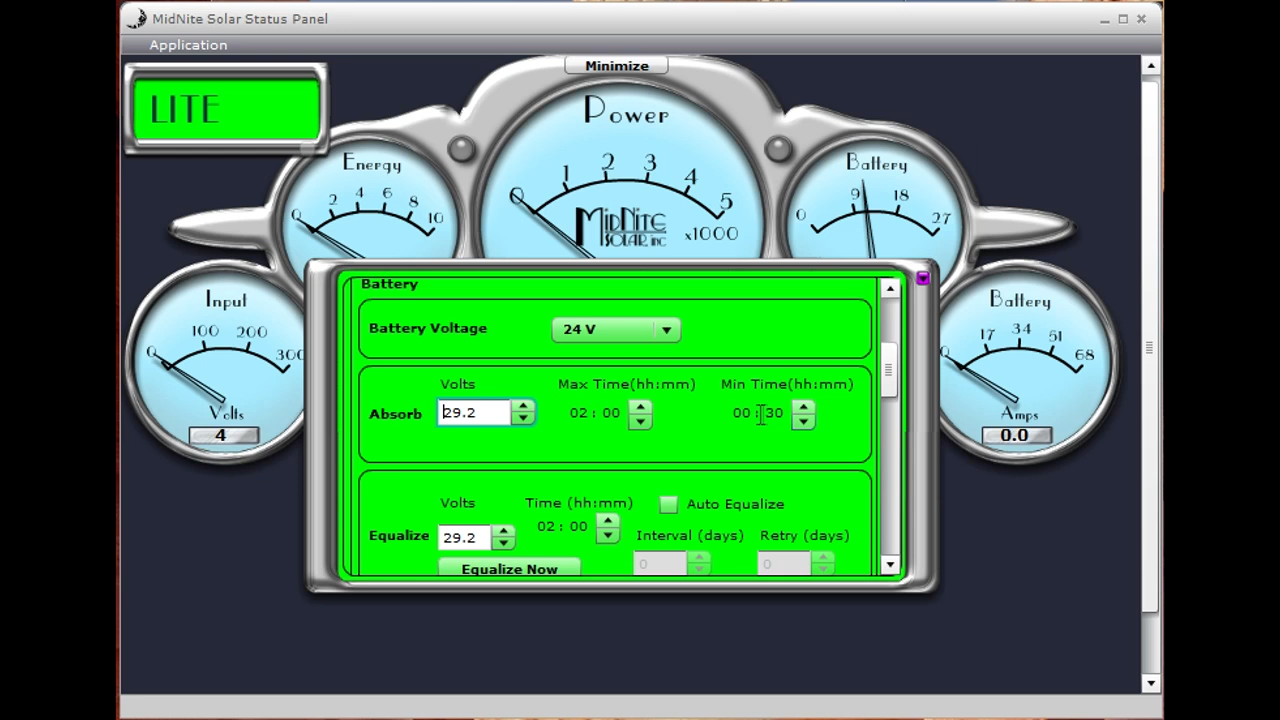 MidNite Solar Status Panel
Application
Minimize
LITE
Power
0 1 2 3 4 5
MIDNITE
SOLAR inc
x1000
Energy
0 2 4 6 8 10
Battery
0 9 18 27
Input
0 100 200 300
Volts
4
Battery
0 17 34 51 68
Amps
0.0
Battery
Battery Voltage 24 V
Volts Max Time(hh:mm) Min Time(hh:mm)
Absorb 29.2 02 : 00 00 : 30
Volts Time (hh:mm) Auto Equalize
02 : 00 Interval (days) Retry (days)
Equalize 29.2
Equalize Now 0 0